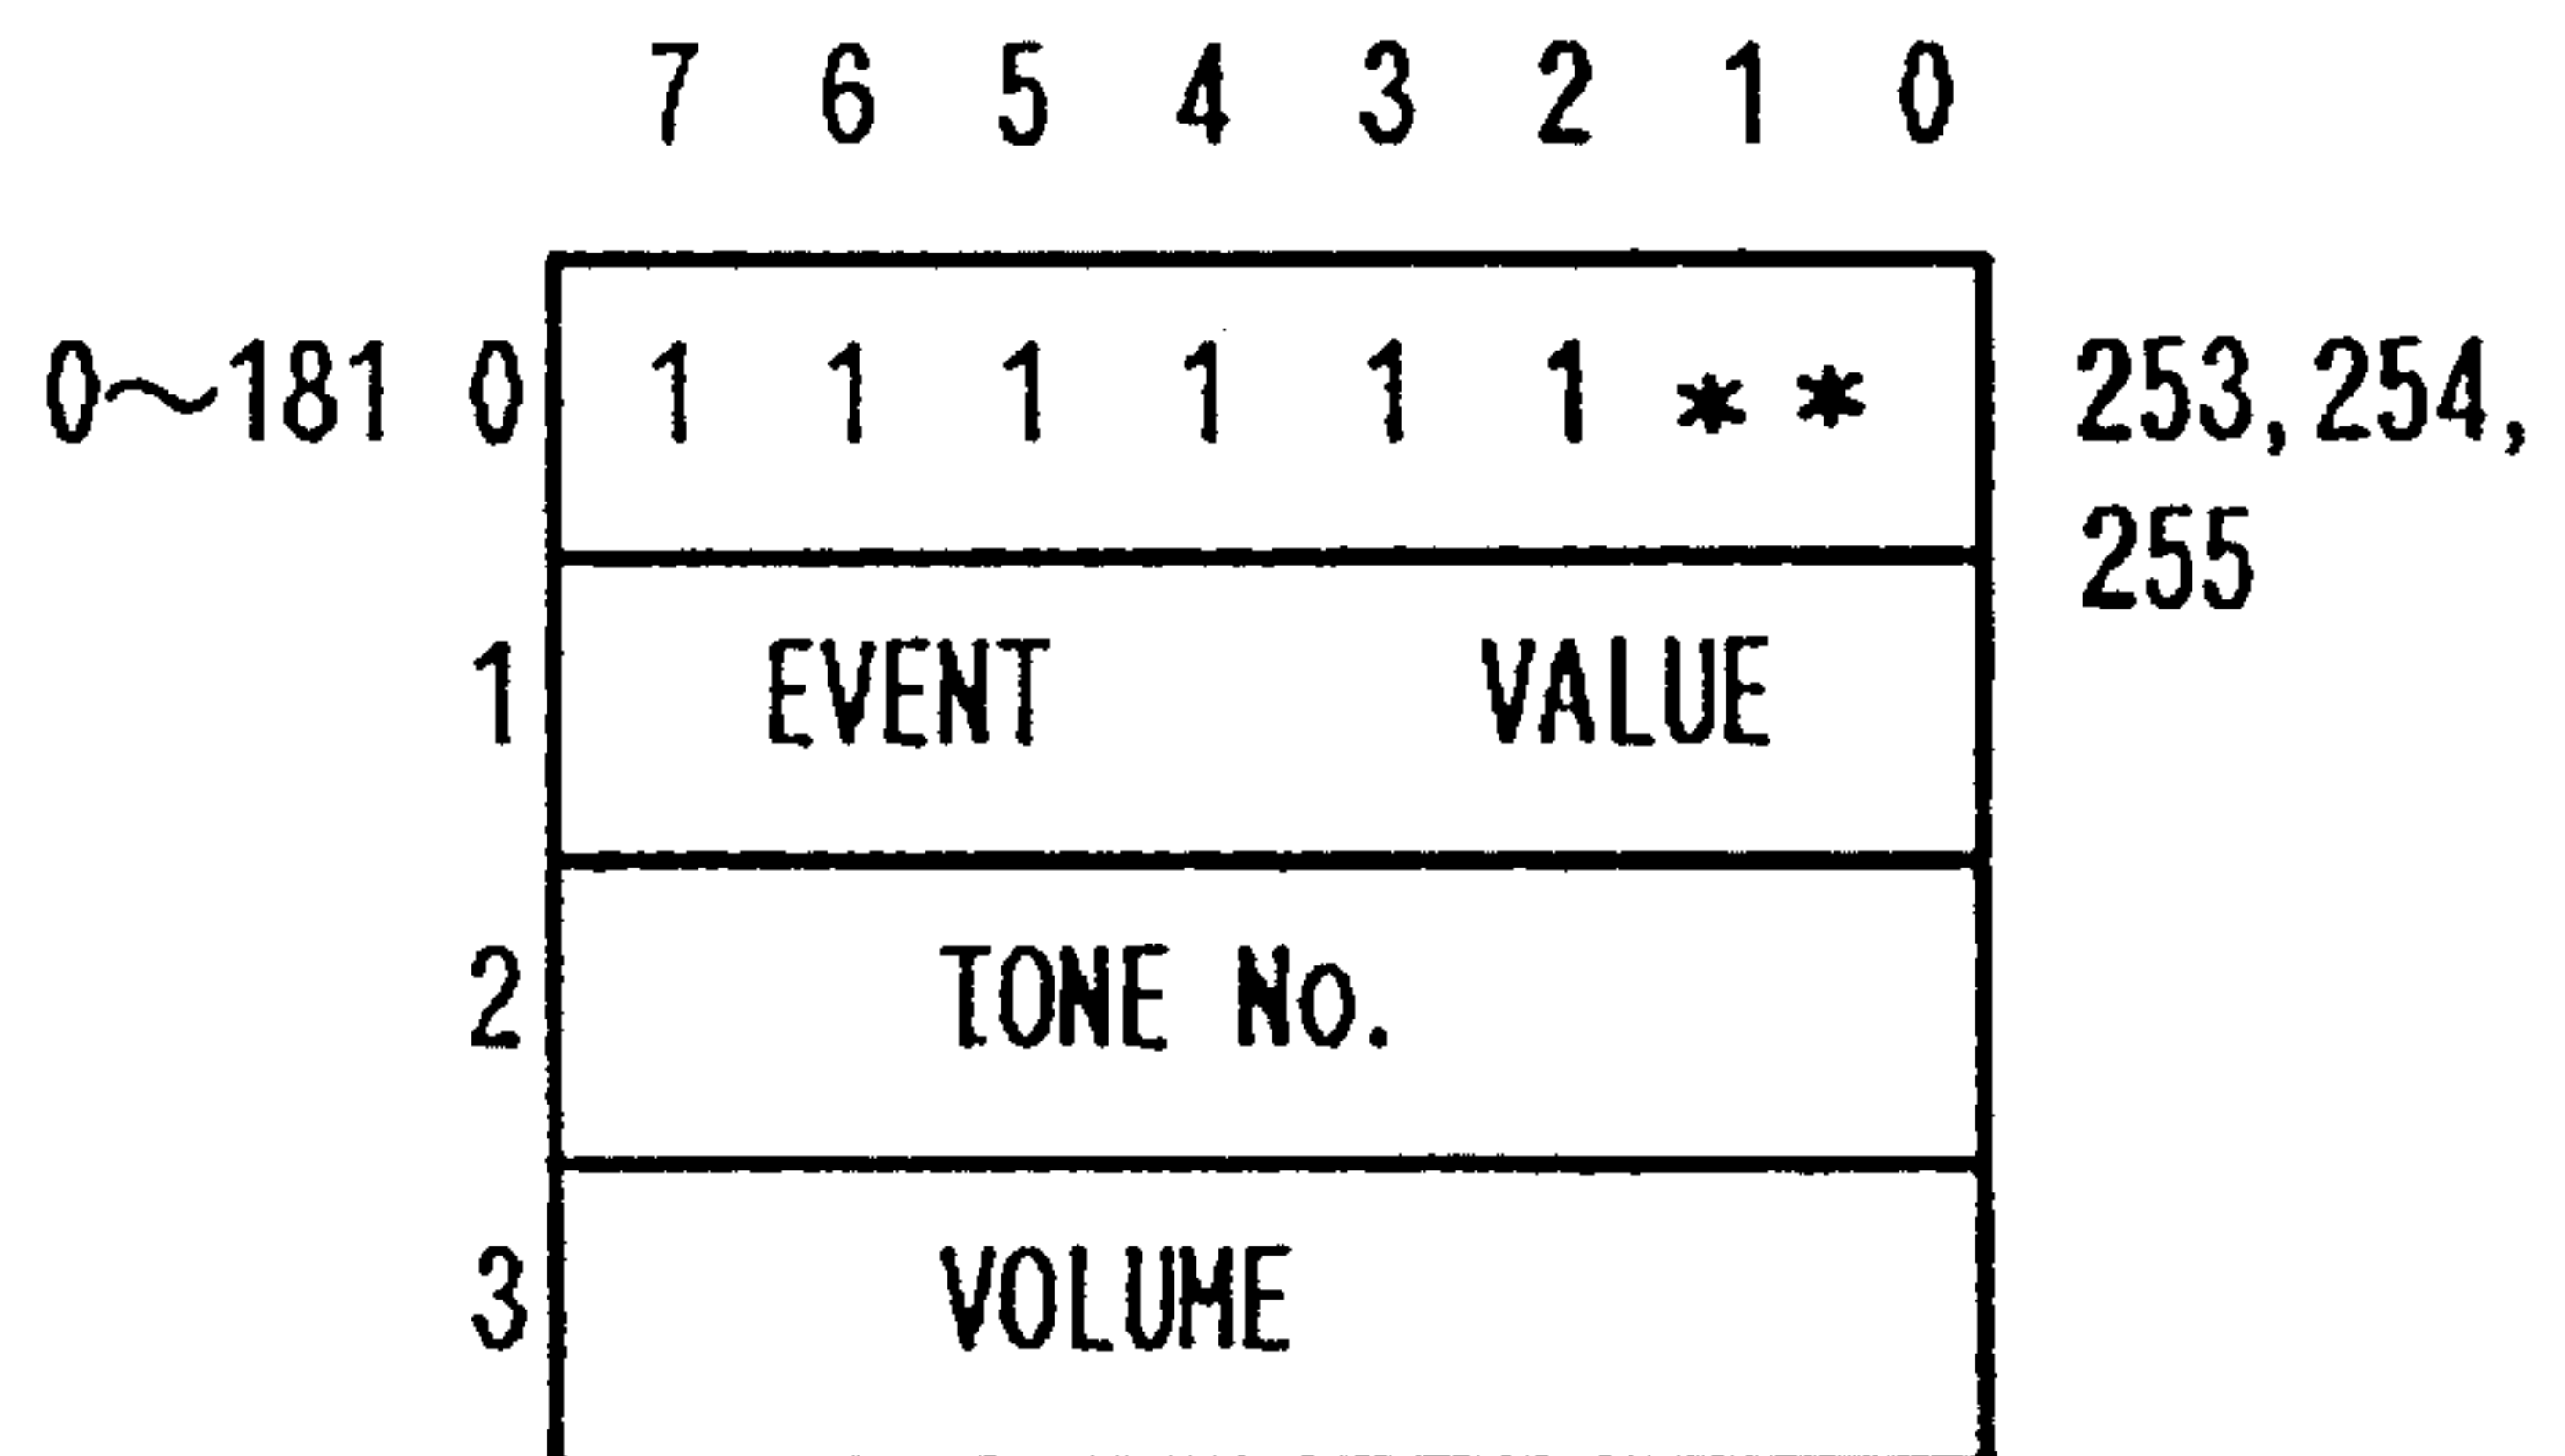 7 6 5 4 3 2 1 0
0～181 0 1 1 1 1 1 1 * * 253,254,
255
1 EVENT VALUE
2 TONE No.
3 VOLUME